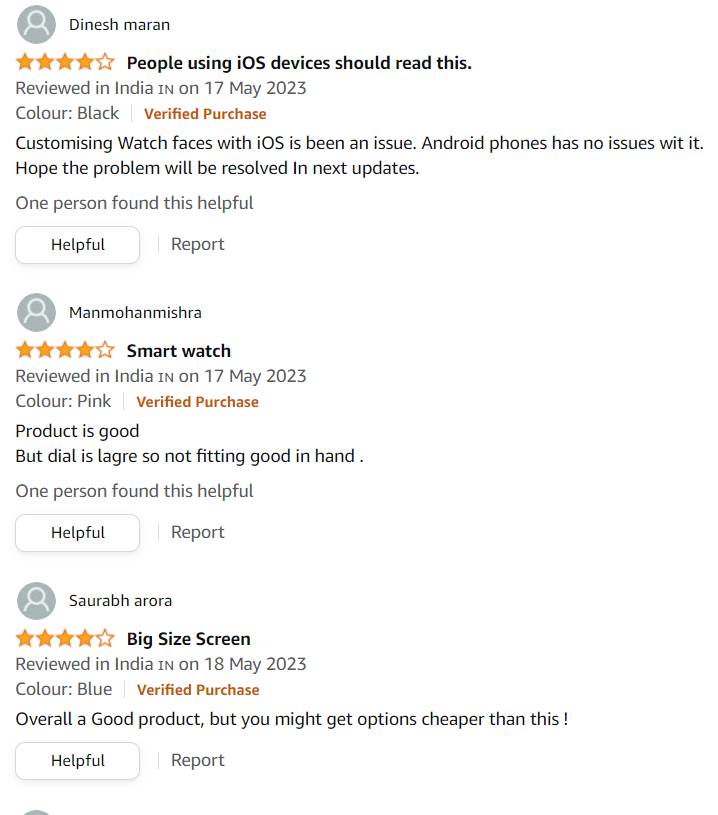 Dinesh maran
People using iOS devices should read this.
Reviewed in India IN on 17 May 2023
Colour: Black Verified Purchase
Customising Watch faces with iOS is been an issue. Android phones has no issues wit it.
Hope the problem will be resolved In next updates.
One person found this helpful
Helpful Report
Manmohanmishra
Smart watch
Reviewed in India IN on 17 May 2023
Colour: Pink Verified Purchase
Product is good
But dial is lagre so not fitting good in hand .
One person found this helpful
Helpful Report
Saurabh arora
Big Size Screen
Reviewed in India IN on 18 May 2023
Colour: Blue Verified Purchase
Overall a Good product, but you might get options cheaper than this !
Helpful Report